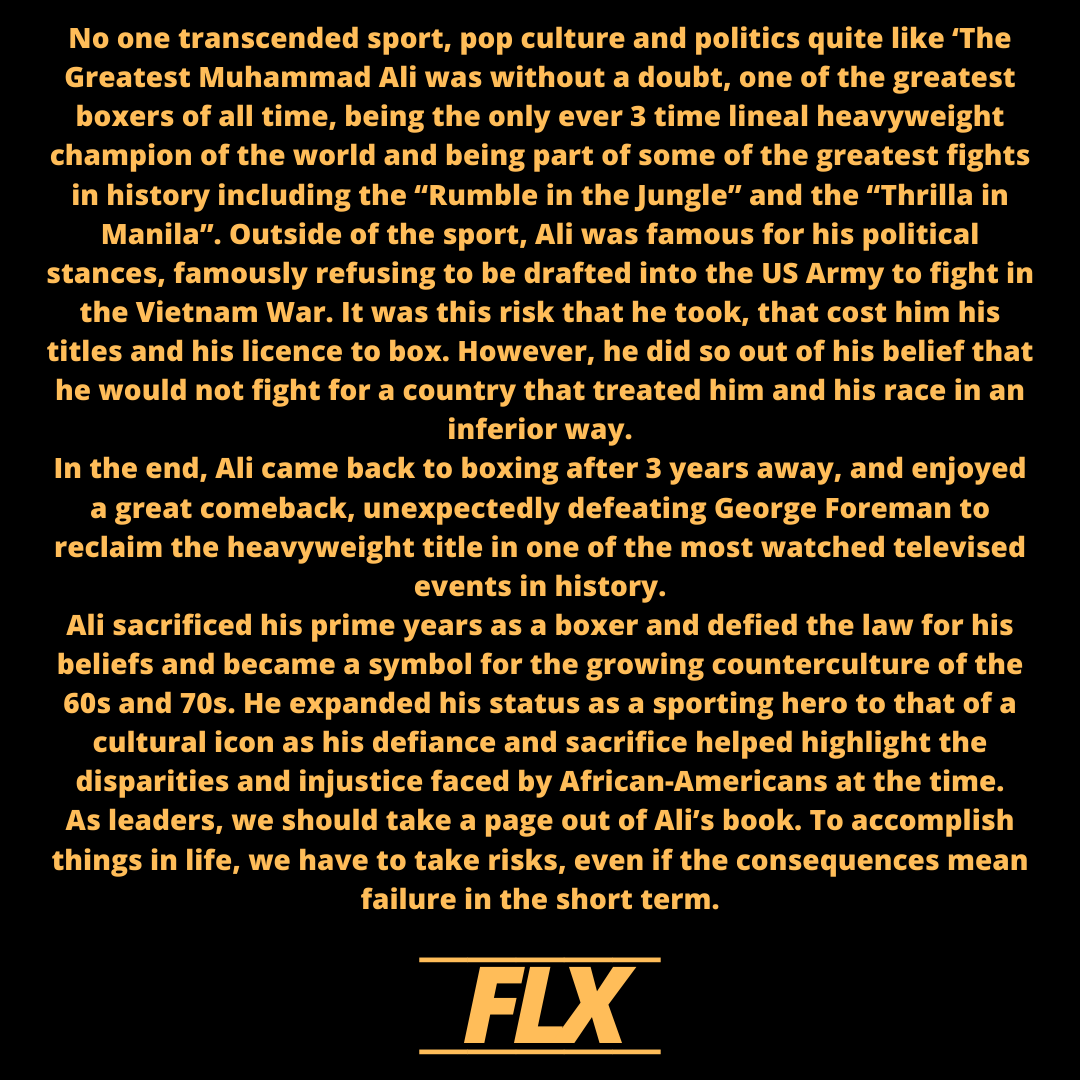 No one transcended sport, pop culture and politics quite like ‘The
Greatest Muhammad Ali was without a doubt, one of the greatest
boxers of all time, being the only ever 3 time lineal heavyweight
champion of the world and being part of some of the greatest fights
in history including the “Rumble in the Jungle” and the “Thrilla in
Manila”. Outside of the sport, Ali was famous for his political
stances, famously refusing to be drafted into the US Army to fight in
the Vietnam War. It was this risk that he took, that cost him his
titles and his licence to box. However, he did so out of his belief that
he would not fight for a country that treated him and his race in an
inferior way.
In the end, Ali came back to boxing after 3 years away, and enjoyed
a great comeback, unexpectedly defeating George Foreman to
reclaim the heavyweight title in one of the most watched televised
events in history.
Ali sacrificed his prime years as a boxer and defied the law for his
beliefs and became a symbol for the growing counterculture of the
60s and 70s. He expanded his status as a sporting hero to that of a
cultural icon as his defiance and sacrifice helped highlight the
disparities and injustice faced by African-Americans at the time.
As leaders, we should take a page out of Ali’s book. To accomplish
things in life, we have to take risks, even if the consequences mean
failure in the short term.
FLX